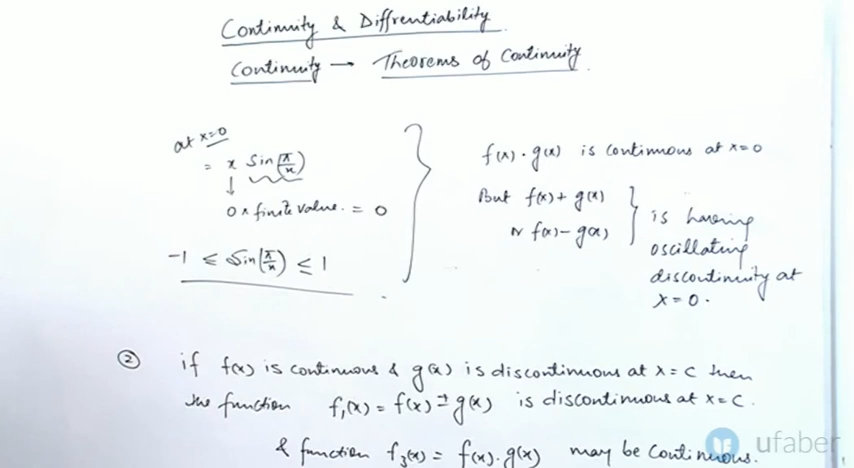 Continuity & Diffrentiability
Continuity → Theorems of Continuity
at x=0
= x Sin(π/x)
↓
0 × finite value. = 0
-1 ≤ Sin(π/x) ≤ 1
f(x) · g(x) is continuous at x=0
But f(x) + g(x)
or f(x) - g(x)
is having
oscillating
discontinuity at
x=0.
② if f(x) is continuous & g(x) is discontinuous at x = c then
the function f₁(x) = f(x) ± g(x) is discontinuous at x = c.
& function f₃(x) = f(x) · g(x) may be continuous.
ufaber